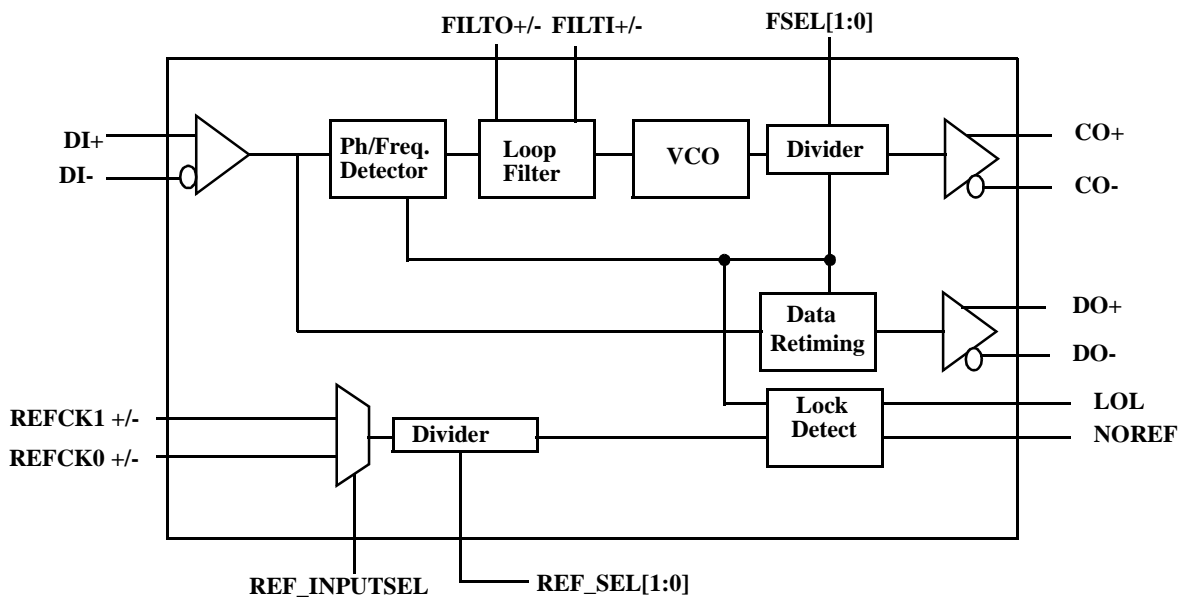 FILTO+/- FILTI+/-
FSEL[1:0]
DI+
DI-
Ph/Freq.
Detector
Loop
Filter
VCO
Divider
CO+
CO-
Data
Retiming
DO+
DO-
REFCK1 +/-
REFCK0 +/-
Divider
Lock
Detect
LOL
NOREF
REF_INPUTSEL
REF_SEL[1:0]